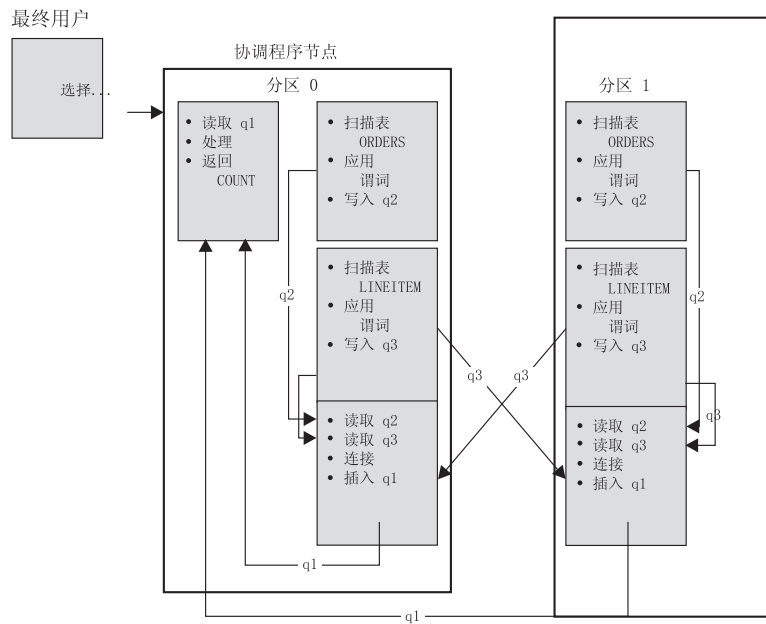 最终用户
选择...
协调程序节点
分区 0
• 读取 q1
• 处理
• 返回
COUNT
• 扫描表
ORDERS
• 应用
谓词
• 写入 q2
• 扫描表
LINEITEM
• 应用
谓词
• 写入 q3
• 读取 q2
• 读取 q3
• 连接
• 插入 q1
q2
q1
q3
q3
分区 1
• 扫描表
ORDERS
• 应用
谓词
• 写入 q2
• 扫描表
LINEITEM
• 应用
谓词
• 写入 q3
• 读取 q2
• 读取 q3
• 连接
• 插入 q1
q2
q3
q1